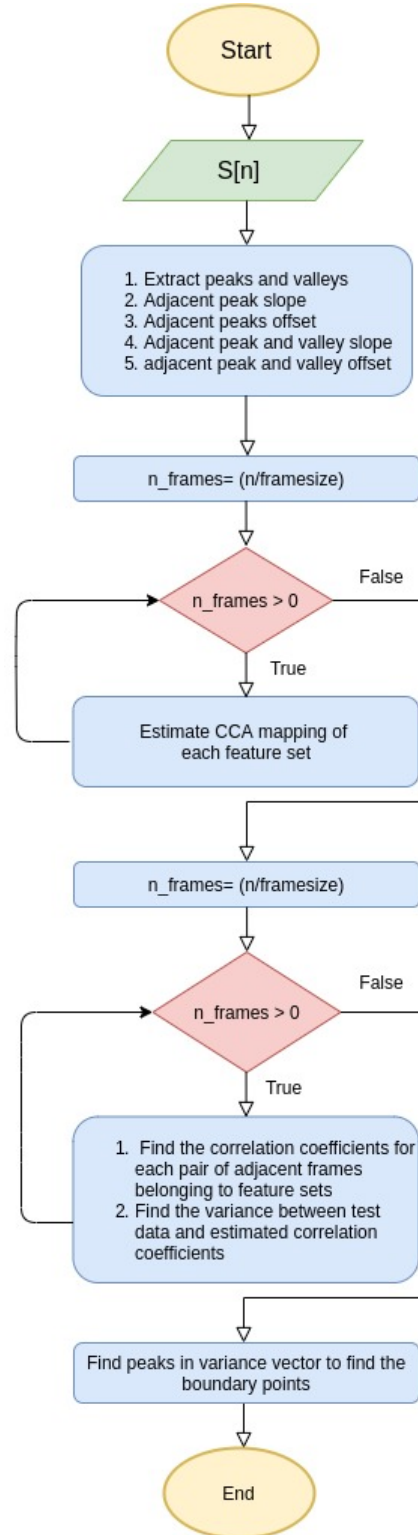 Start
S[n]
1. Extract peaks and valleys
2. Adjacent peak slope
3. Adjacent peaks offset
4. Adjacent peak and valley slope
5. adjacent peak and valley offset
n_frames= (n/framesize)
n_frames > 0
False
True
Estimate CCA mapping of
each feature set
n_frames= (n/framesize)
n_frames > 0
False
True
1. Find the correlation coefficients for
each pair of adjacent frames
belonging to feature sets
2. Find the variance between test
data and estimated correlation
coefficients
Find peaks in variance vector to find the
boundary points
End